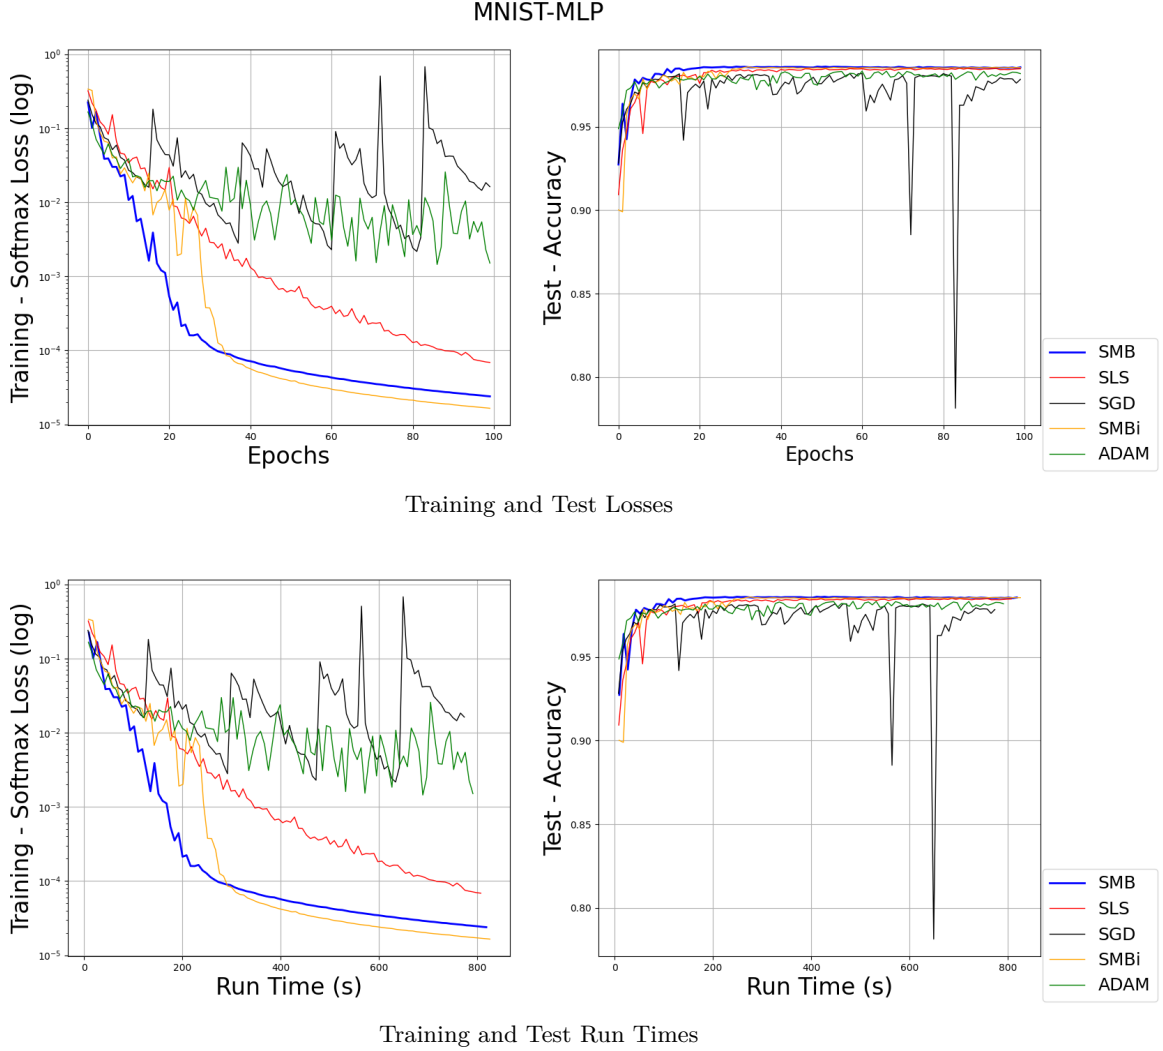 MNIST-MLP
Training - Softmax Loss (log)
10^0
10^-1
10^-2
10^-3
10^-4
10^-5
0 20 40 60 80 100
Epochs
Test - Accuracy
0.95
0.90
0.85
0.80
0 20 40 60 80 100
Epochs
SMB
SLS
SGD
SMBi
ADAM
Training and Test Losses
Training - Softmax Loss (log)
10^0
10^-1
10^-2
10^-3
10^-4
10^-5
0 200 400 600 800
Run Time (s)
Test - Accuracy
0.95
0.90
0.85
0.80
0 200 400 600 800
Run Time (s)
SMB
SLS
SGD
SMBi
ADAM
Training and Test Run Times